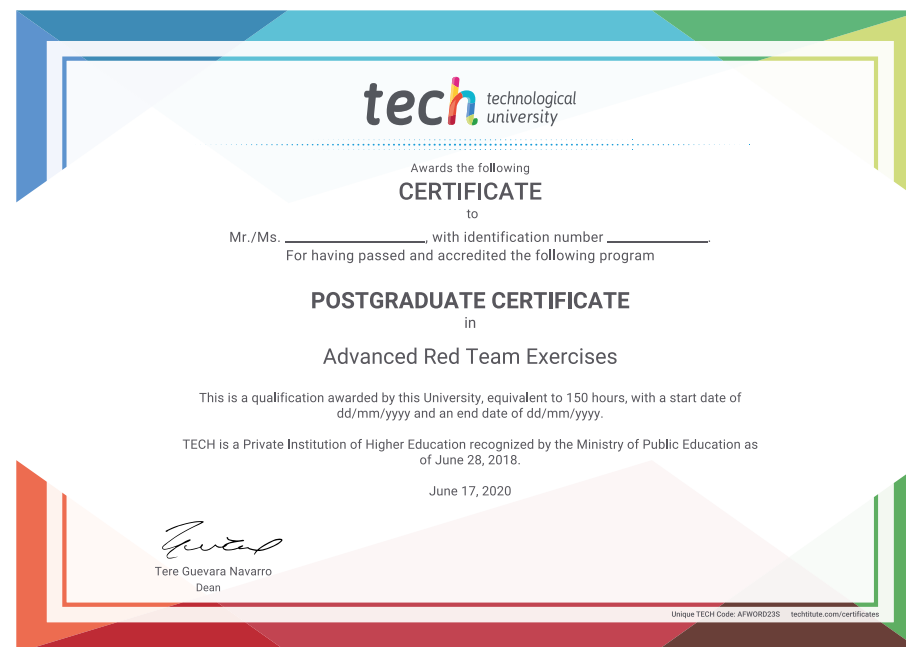 tech technological
university
Awards the following
CERTIFICATE
to
Mr./Ms. ____________________, with identification number ______________.
For having passed and accredited the following program
POSTGRADUATE CERTIFICATE
in
Advanced Red Team Exercises
This is a qualification awarded by this University, equivalent to 150 hours, with a start date of
dd/mm/yyyy and an end date of dd/mm/yyyy.
TECH is a Private Institution of Higher Education recognized by the Ministry of Public Education as
of June 28, 2018.
June 17, 2020
Tere Guevara Navarro
Dean
Unique TECH Code: AFWORD23S techtitute.com/certificates